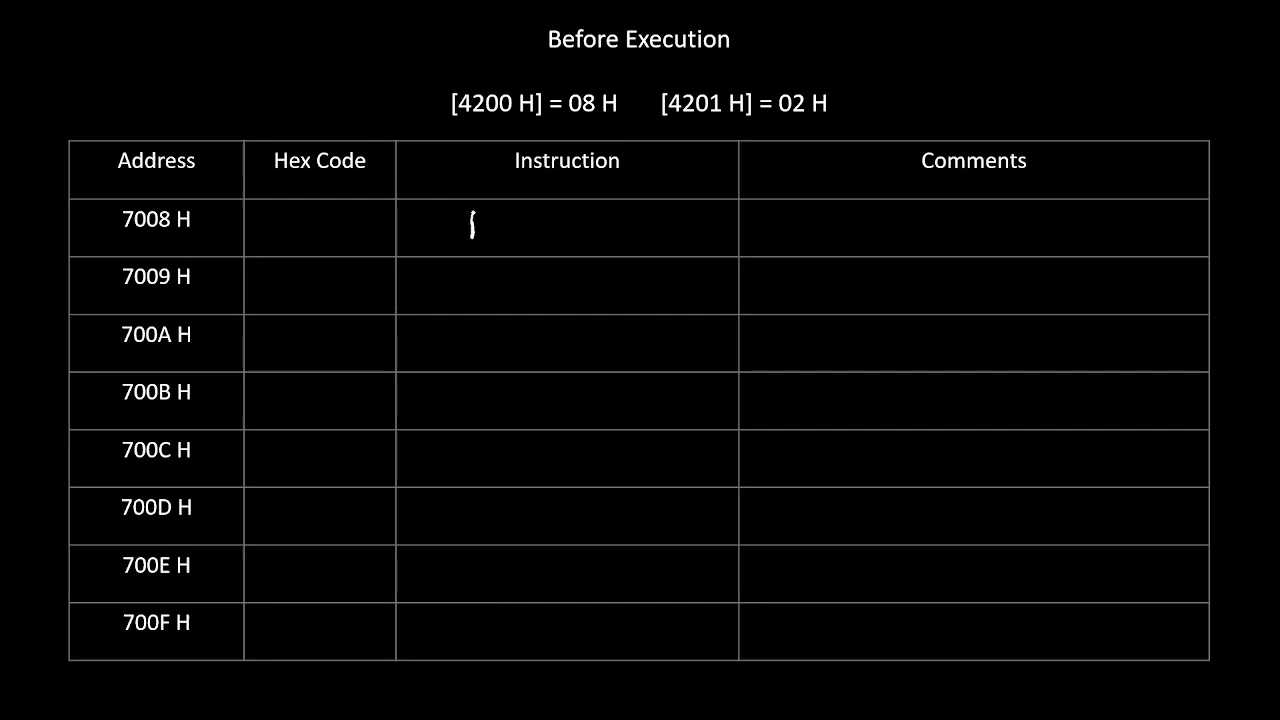 Before Execution
[4200 H] = 08 H [4201 H] = 02 H
Address Hex Code Instruction Comments
7008 H
7009 H
700A H
700B H
700C H
700D H
700E H
700F H